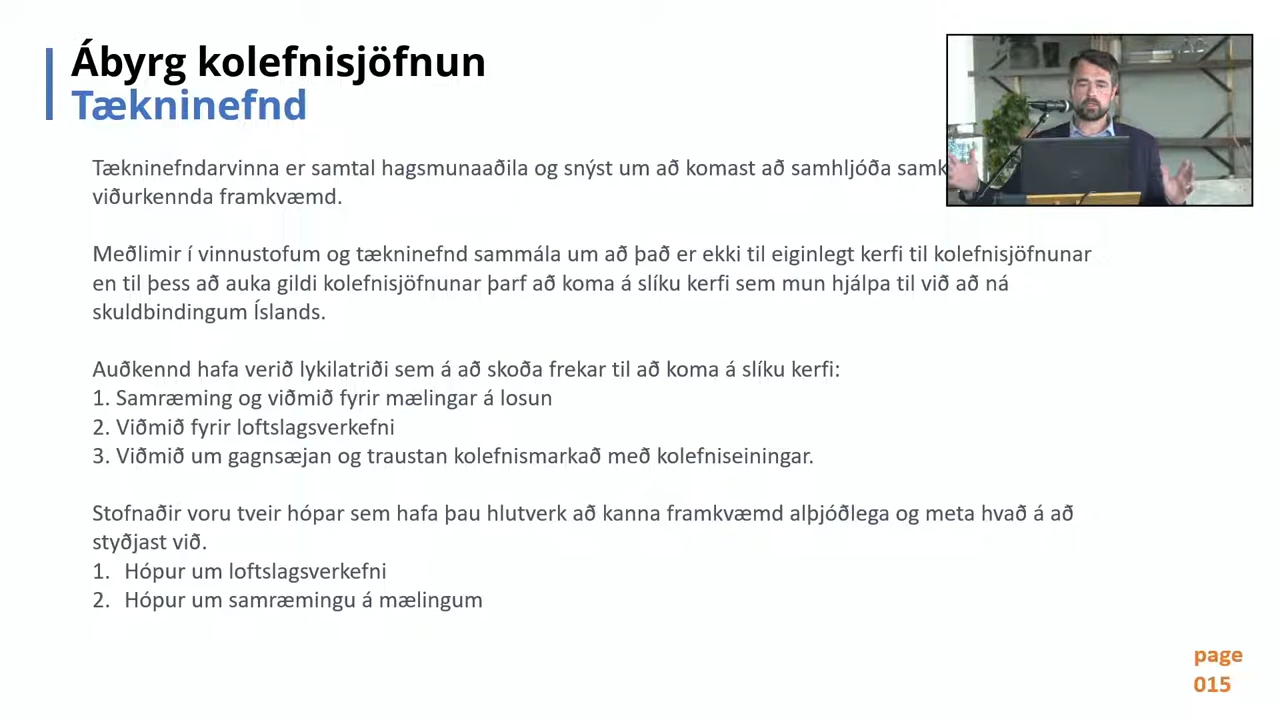 Ábyrg kolefnisjöfnun
Tækninefnd
Tækninefndarvinna er samtal hagsmunaaðila og snýst um að komast að samhljóða
viðurkennda framkvæmd.
Meðlimir í vinnustofum og tækninefnd sammála um að það er ekki til eiginlegt kerfi til kolefnisjöfnunar
en til þess að auka gildi kolefnisjöfnunar þarf að koma á slíku kerfi sem mun hjálpa til við að ná
skuldbindingum Íslands.
Auðkennd hafa verið lykilatriði sem á að skoða frekar til að koma á slíku kerfi:
1. Samræming og viðmið fyrir mælingar á losun
2. Viðmið fyrir loftslagsverkefni
3. Viðmið um gagnsæjan og traustan kolefnismarkað með kolefniseiningar.
Stofnaðir voru tveir hópar sem hafa þau hlutverk að kanna framkvæmd alþjóðlega og meta hvað á að
styðjast við.
1. Hópur um loftslagsverkefni
2. Hópur um samræmingu á mælingum
page
015